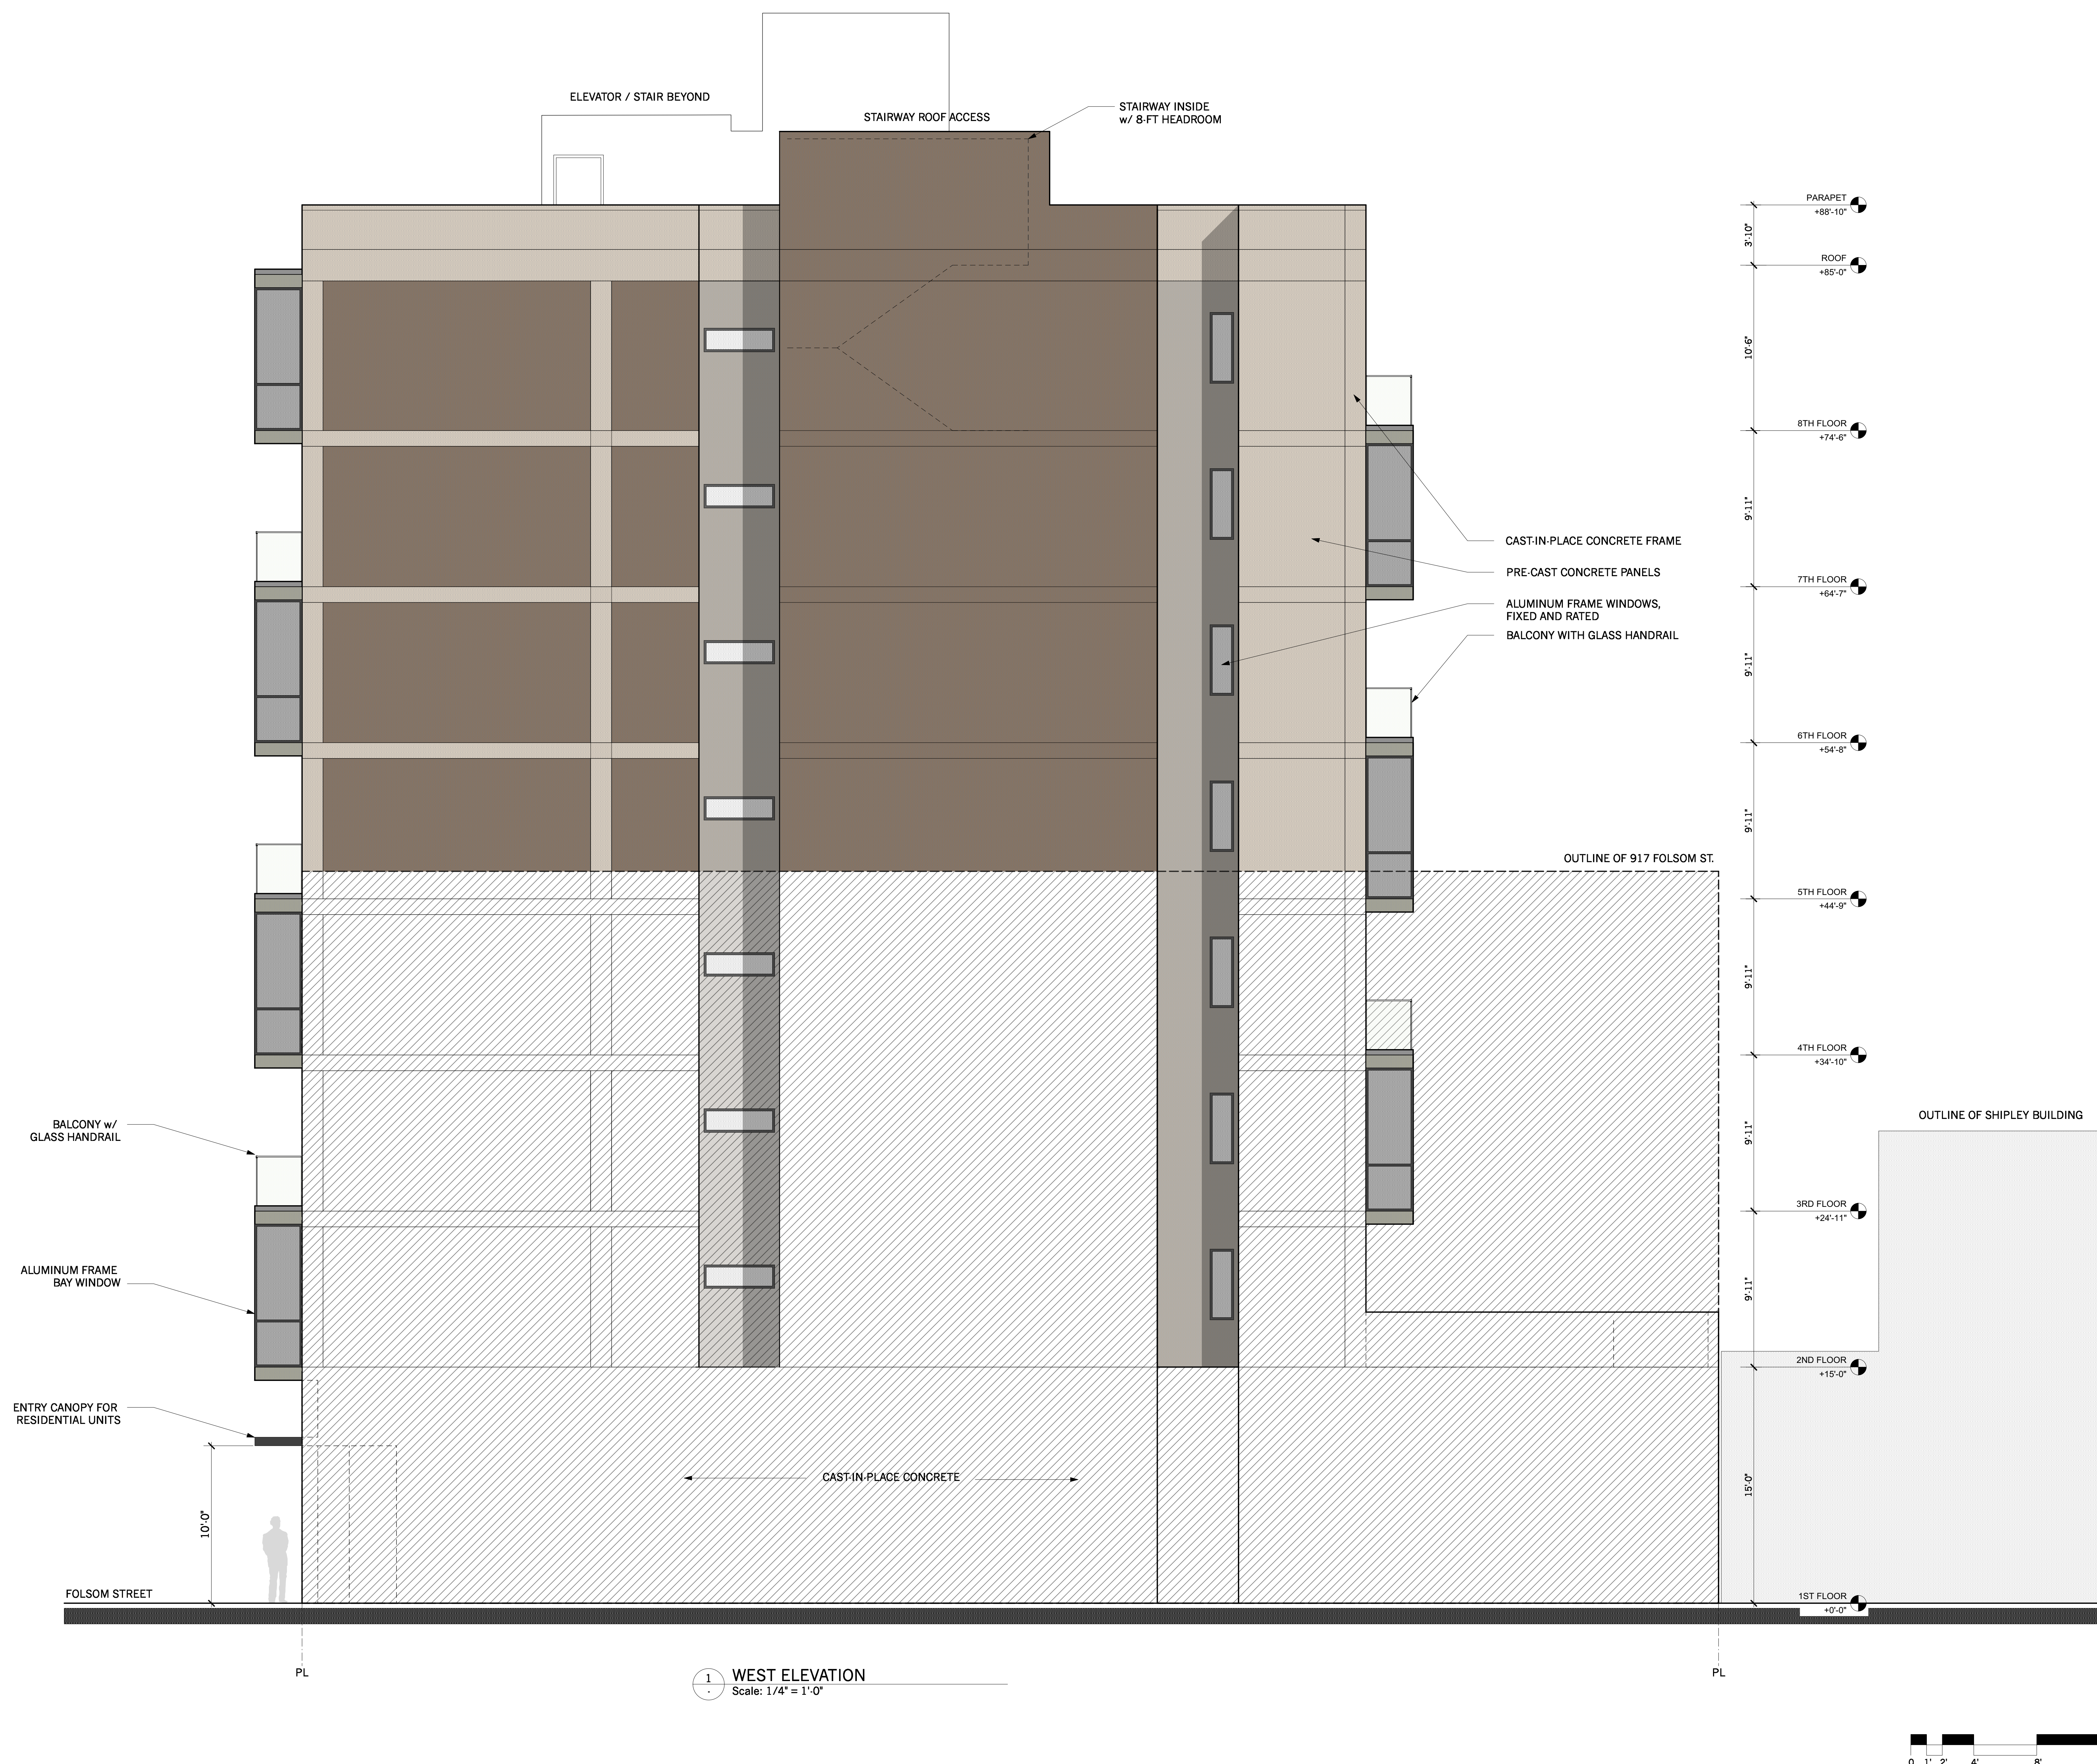 ELEVATOR / STAIR BEYOND
STAIRWAY ROOF ACCESS
STAIRWAY INSIDE
w/ 8-FT HEADROOM
PARAPET
+88'-10"
3'-10"
ROOF
+85'-0"
10'-6"
8TH FLOOR
+74'-6"
9'-11"
CAST-IN-PLACE CONCRETE FRAME
PRE-CAST CONCRETE PANELS
7TH FLOOR
+64'-7"
ALUMINUM FRAME WINDOWS,
FIXED AND RATED
BALCONY WITH GLASS HANDRAIL
9'-11"
6TH FLOOR
+54'-8"
9'-11"
OUTLINE OF 917 FOLSOM ST.
5TH FLOOR
+44'-9"
9'-11"
4TH FLOOR
+34'-10"
OUTLINE OF SHIPLEY BUILDING
BALCONY w/
GLASS HANDRAIL
9'-11"
3RD FLOOR
+24'-11"
ALUMINUM FRAME
BAY WINDOW
9'-11"
2ND FLOOR
+15'-0"
ENTRY CANOPY FOR
RESIDENTIAL UNITS
CAST-IN-PLACE CONCRETE
15'-0"
10'-0"
FOLSOM STREET
1ST FLOOR
+0'-0"
PL
PL
1
WEST ELEVATION
Scale: 1/4" = 1'-0"
0 1' 2' 4' 8'